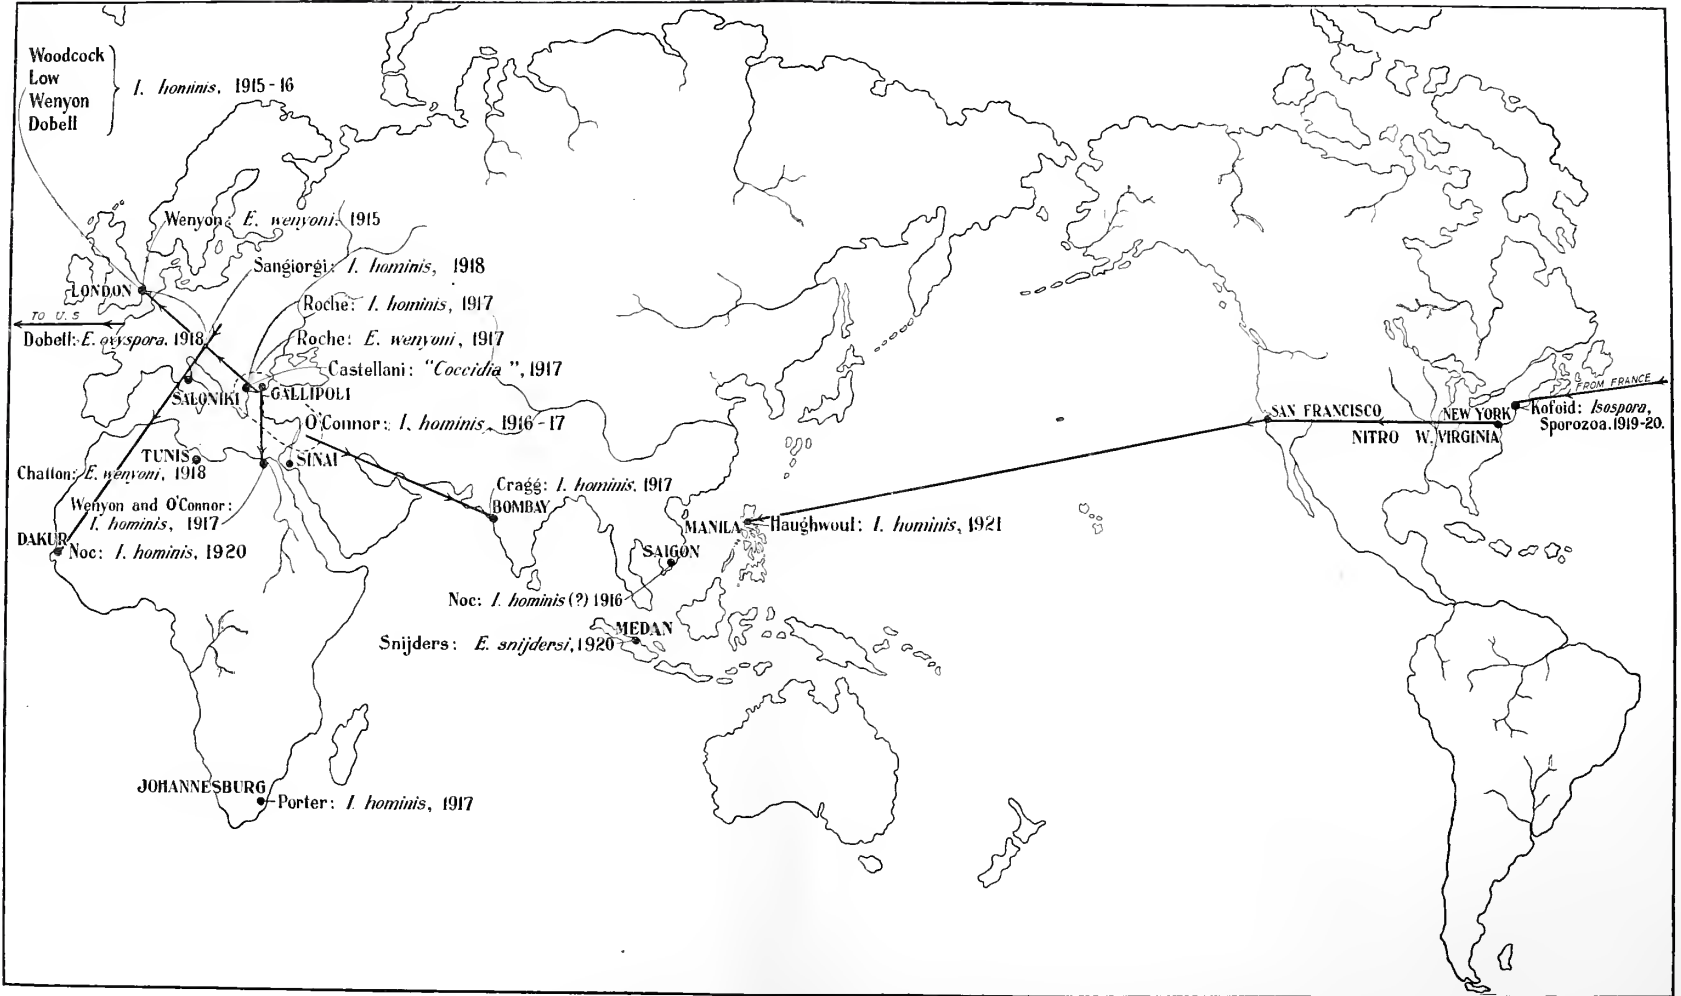 Woodcock
Low
Wenyon
Dobell
I. hominis, 1915-16
Wenyon: E. wenyoni: 1915
Sangiorgi: I. hominis, 1918
LONDON
Roche: I. hominis, 1917
TO U.S
Dobell: E. oxyspora, 1918
Roche: E. wenyoni, 1917
Castellani: "Coccidia", 1917
SALONIKI
GALLIPOLI
O'Connor: I. hominis, 1916-17
TUNIS
SINAI
Chatton: E. wenyoni, 1918
Wenyon and O'Connor:
I. hominis, 1917
DAKUR
Noc: I. hominis, 1920
Cragg: I. hominis, 1917
BOMBAY
MANILA
Haughwout: I. hominis, 1921
SAIGON
Noc: I. hominis (?) 1916
MEDAN
Snijders: E. snijdersi, 1920
JOHANNESBURG
Porter: I. hominis, 1917
FROM FRANCE
SAN FRANCISCO
NEW YORK
Kofoid: Isospora,
Sporozoa. 1919-20.
NITRO W. VIRGINIA